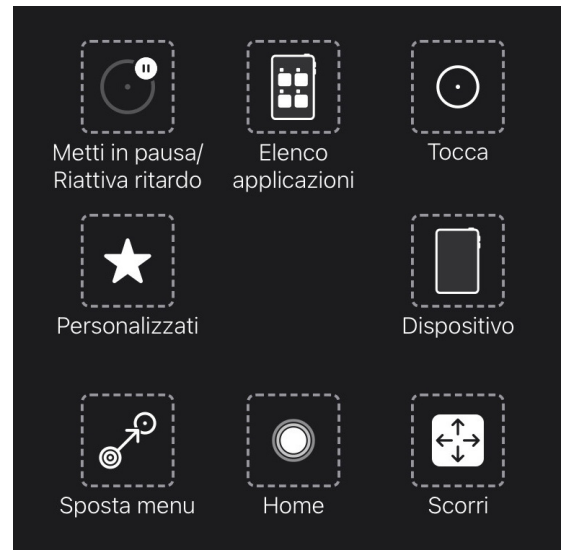 Metti in pausa/
Riattiva ritardo
Elenco
applicazioni
Tocca
Personalizzati
Dispositivo
Sposta menu
Home
Scorri